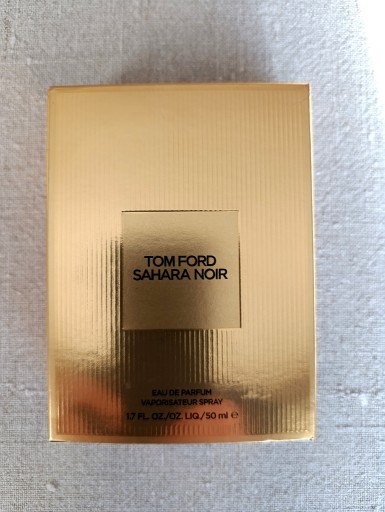 TOM FORD
SAHARA NOIR
EAU DE PARFUM
VAPORISATEUR SPRAY
1.7 FL. OZ./OZ. LIQ./50 ml ℮